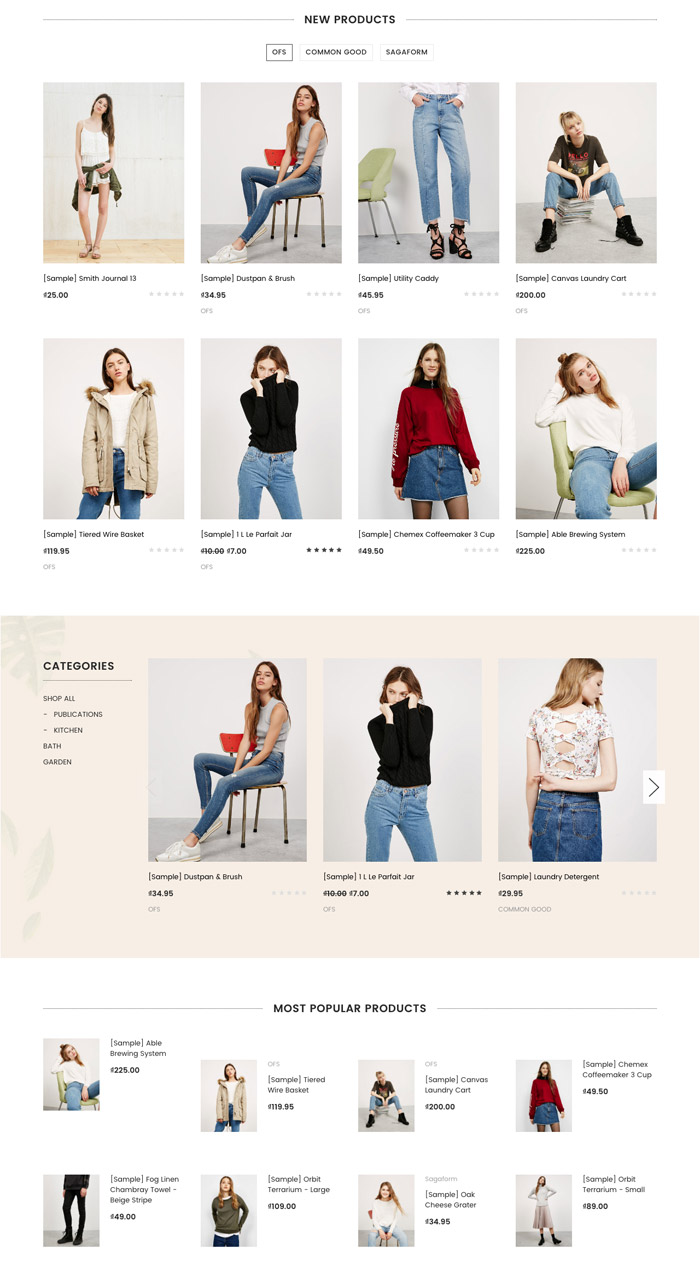 NEW PRODUCTS
OFS COMMON GOOD SAGAFORM
[Sample] Smith Journal 13
₫25.00
[Sample] Dustpan & Brush
₫34.95
OFS
[Sample] Utility Caddy
₫45.95
OFS
[Sample] Canvas Laundry Cart
₫200.00
OFS
[Sample] Tiered Wire Basket
₫119.95
OFS
[Sample] 1 L Le Parfait Jar
₫10.00 ₫7.00
OFS
[Sample] Chemex Coffeemaker 3 Cup
₫49.50
[Sample] Able Brewing System
₫225.00
CATEGORIES
SHOP ALL
- PUBLICATIONS
- KITCHEN
BATH
GARDEN
[Sample] Dustpan & Brush
₫34.95
OFS
[Sample] 1 L Le Parfait Jar
₫10.00 ₫7.00
OFS
[Sample] Laundry Detergent
₫29.95
COMMON GOOD
MOST POPULAR PRODUCTS
[Sample] Able
Brewing System
₫225.00
OFS
[Sample] Tiered
Wire Basket
₫119.95
OFS
[Sample] Canvas
Laundry Cart
₫200.00
[Sample] Chemex
Coffeemaker 3 Cup
₫49.50
[Sample] Fog Linen
Chambray Towel -
Beige Stripe
₫49.00
[Sample] Orbit
Terrarium - Large
₫109.00
Sagaform
[Sample] Oak
Cheese Grater
₫34.95
[Sample] Orbit
Terrarium - Small
₫89.00